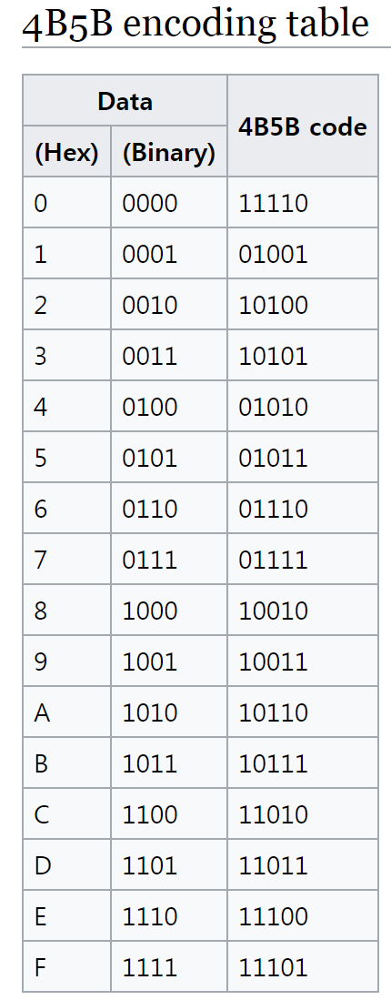 4B5B encoding table
Data
4B5B code
(Hex) (Binary)
0 0000 11110
1 0001 01001
2 0010 10100
3 0011 10101
4 0100 01010
5 0101 01011
6 0110 01110
7 0111 01111
8 1000 10010
9 1001 10011
A 1010 10110
B 1011 10111
C 1100 11010
D 1101 11011
E 1110 11100
F 1111 11101